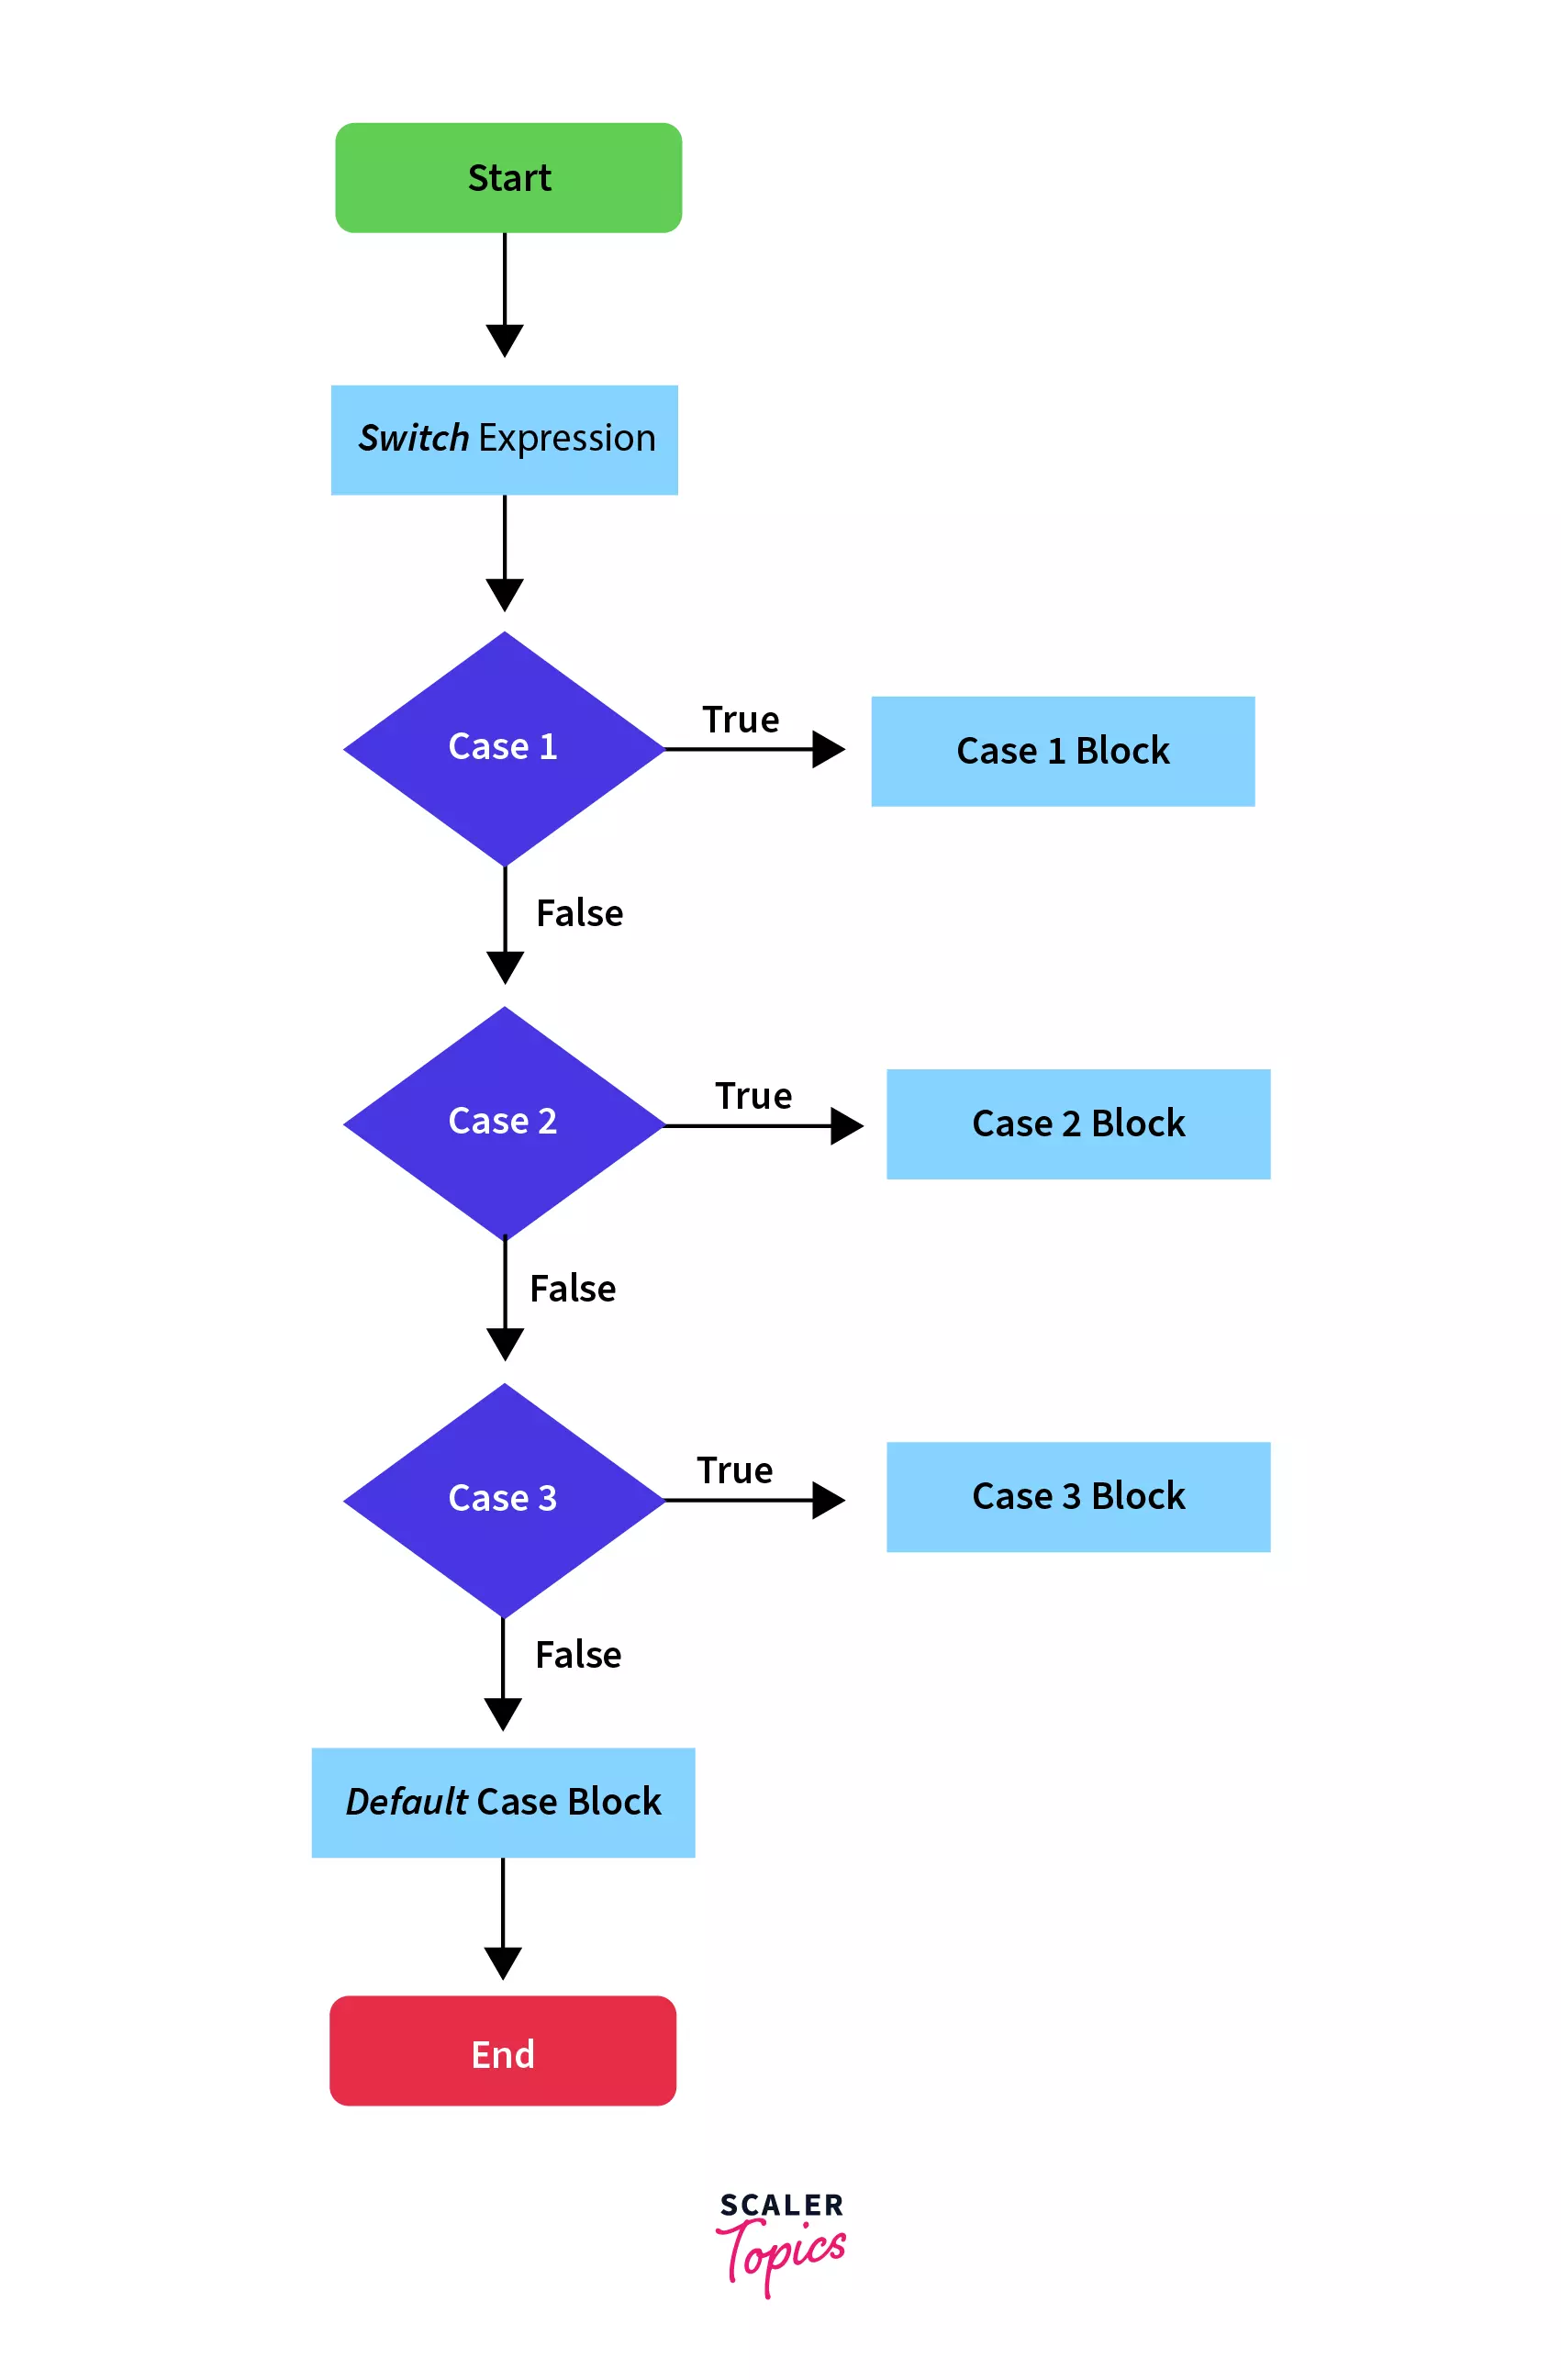 Start
Switch Expression
Case 1
True
Case 1 Block
False
Case 2
True
Case 2 Block
False
Case 3
True
Case 3 Block
False
Default Case Block
End
SCALER
Topics